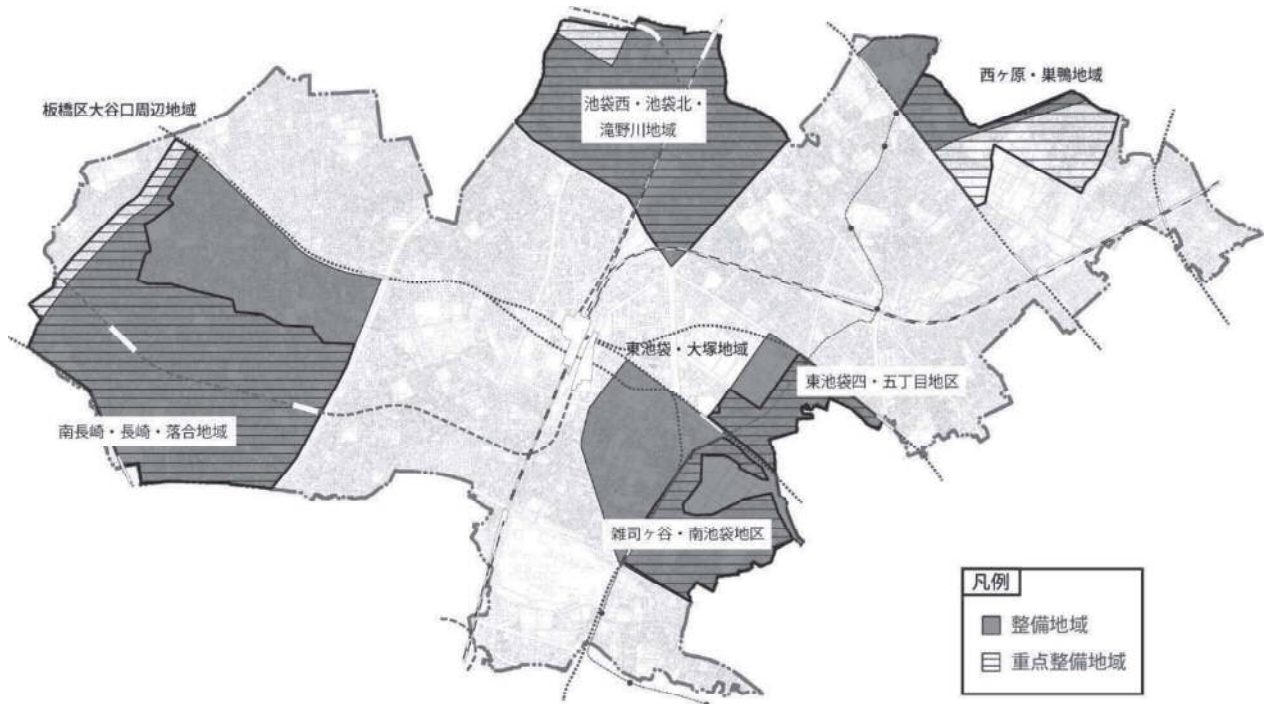 西ヶ原・巣鴨地域
板橋区大谷口周辺地域
池袋西・池袋北・
滝野川地域
東池袋・大塚地域
東池袋四・五丁目地区
南長崎・長崎・落合地域
雑司ヶ谷・南池袋地区
凡例
整備地域
重点整備地域